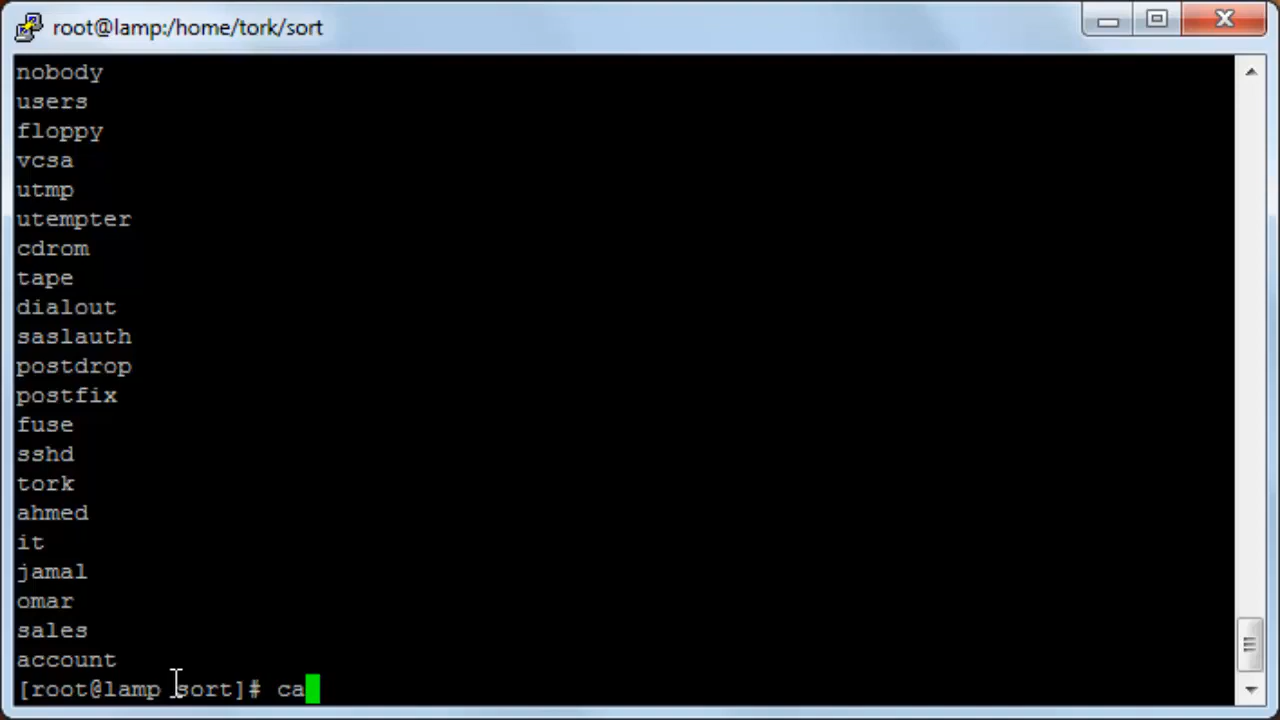 root@lamp:/home/tork/sort
nobody
users
floppy
vcsa
utmp
utempter
cdrom
tape
dialout
saslauth
postdrop
postfix
fuse
sshd
tork
ahmed
it
jamal
omar
sales
account
[root@lamp sort]# ca